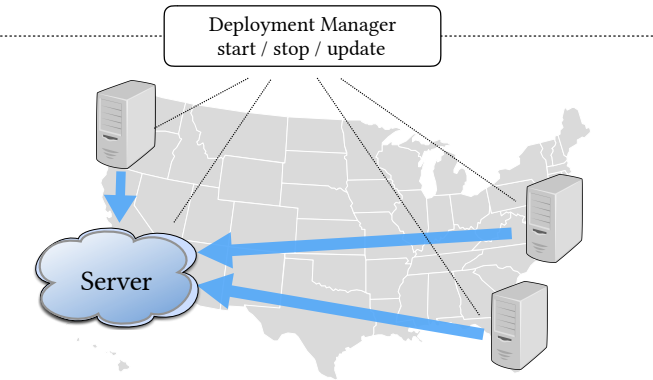 Deployment Manager
start / stop / update
Server